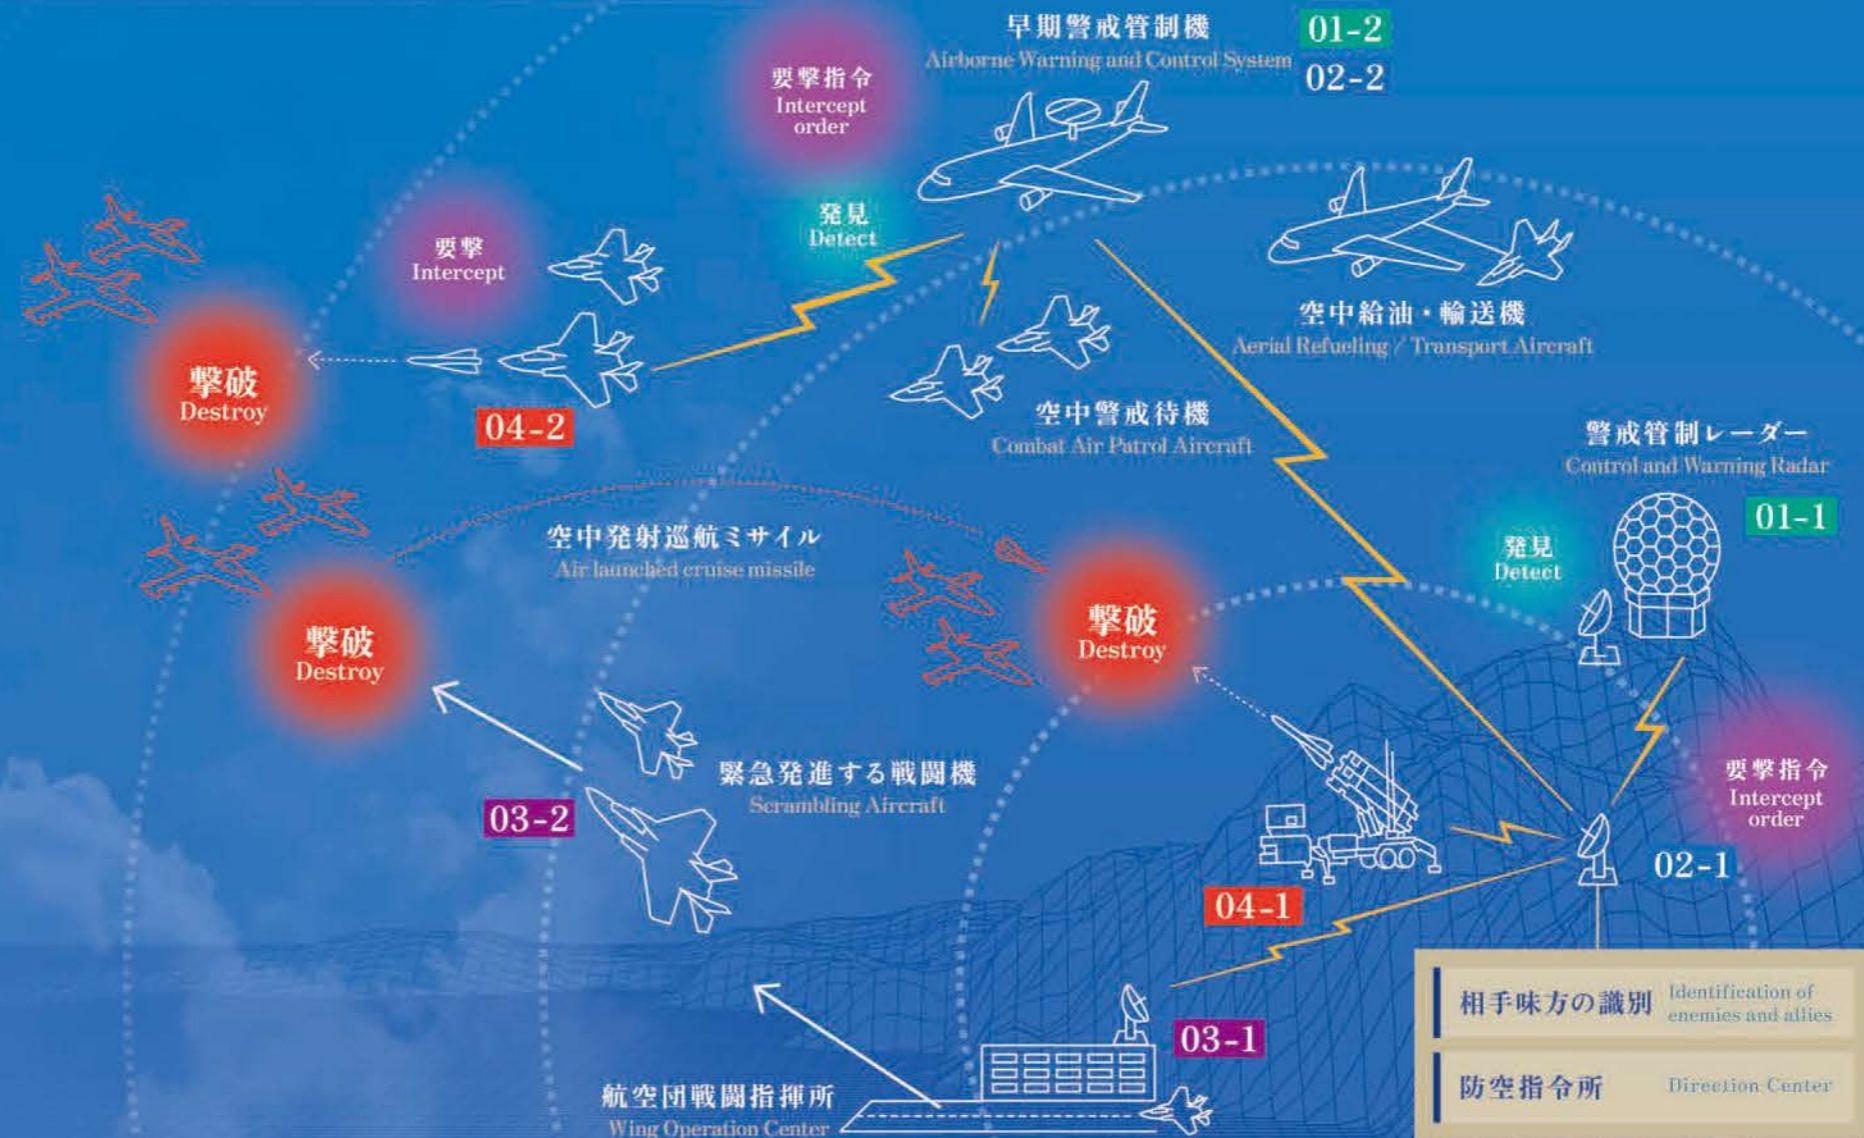 早期警戒管制機
Airborne Warning and Control System
01-2
02-2
要撃指令
Intercept
order
発見
Detect
要撃
Intercept
空中給油・輸送機
Aerial Refueling / Transport Aircraft
撃破
Destroy
04-2
空中警戒待機
Combat Air Patrol Aircraft
警戒管制レーダー
Control and Warning Radar
01-1
空中発射巡航ミサイル
Air launched cruise missile
発見
Detect
撃破
Destroy
撃破
Destroy
緊急発進する戦闘機
Scrambling Aircraft
03-2
要撃指令
Intercept
order
02-1
04-1
相手味方の識別
Identification of
enemies and allies
03-1
防空指令所
Direction Center
航空団戦闘指揮所
Wing Operation Center